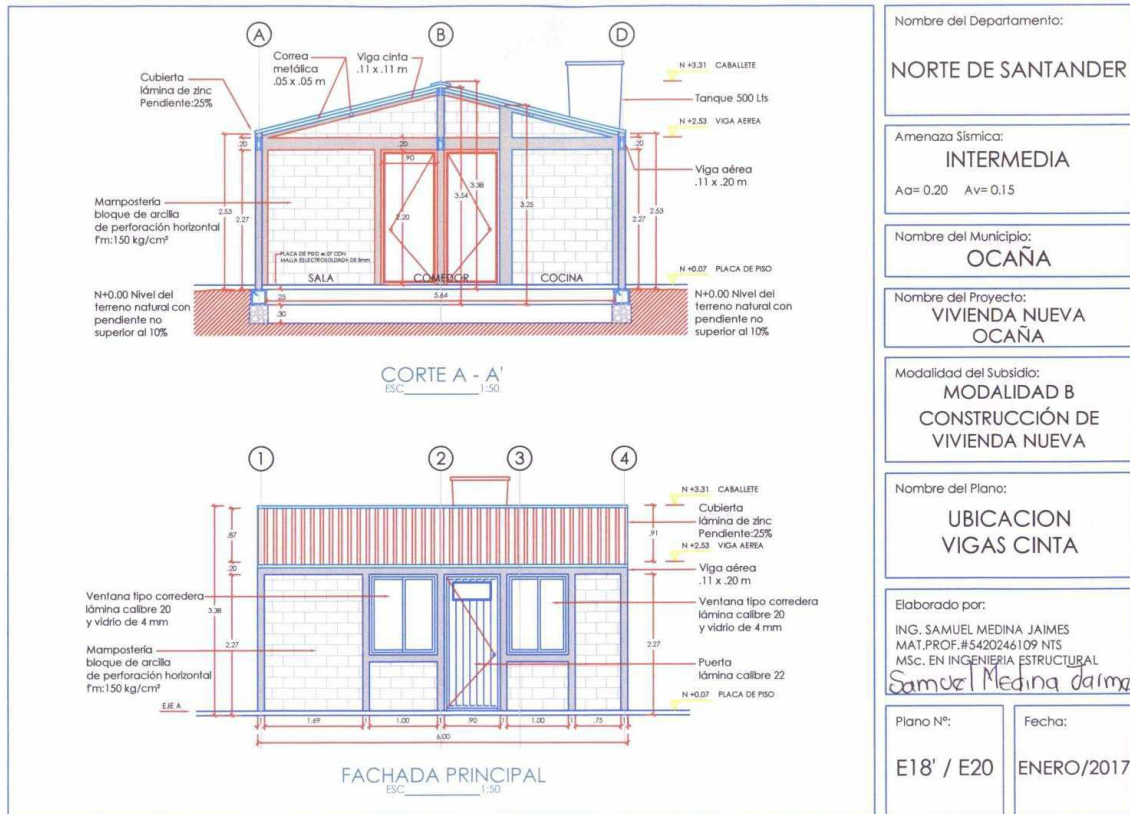 A
B
D
Correa
metálica
.05 x .05 m
Viga cinta
.11 x .11 m
Cubierta
lámina de zinc
Pendiente:25%
N +3.31 CABALLETE
Tanque 500 Lts
N +2.53 VIGA AEREA
.20
.20
.20
.90
Viga aérea
.11 x .20 m
Mampostería
bloque de arcilla
de perforación horizontal
f'm:150 kg/cm²
2.53
2.27
2.20
3.54
3.38
3.25
2.27
2.53
PLACA DE PISO e:.07 CON
MALLA ELECTROSOLDADA DE 5mm
SALA
COMEDOR
COCINA
N +0.07 PLACA DE PISO
N+0.00 Nivel del
terreno natural con
pendiente no
superior al 10%
.25
5.64
.30
N+0.00 Nivel del
terreno natural con
pendiente no
superior al 10%
CORTE A - A'
ESC 1:50
1
2
3
4
N +3.31 CABALLETE
Cubierta
lámina de zinc
Pendiente:25%
.87
.91
N +2.53 VIGA AEREA
.20
Viga aérea
.11 x .20 m
Ventana tipo corredera
lámina calibre 20
y vidrio de 4 mm
3.38
Ventana tipo corredera
lámina calibre 20
y vidrio de 4 mm
2.27
2.27
Mampostería
bloque de arcilla
de perforación horizontal
f'm:150 kg/cm²
Puerta
lámina calibre 22
N +0.07 PLACA DE PISO
EJE A
1.69
1.00
.90
1.00
.75
6.00
FACHADA PRINCIPAL
ESC 1:50
Nombre del Departamento:
NORTE DE SANTANDER
Amenaza Sísmica:
INTERMEDIA
Aa= 0.20 Av= 0.15
Nombre del Municipio:
OCAÑA
Nombre del Proyecto:
VIVIENDA NUEVA
OCAÑA
Modalidad del Subsidio:
MODALIDAD B
CONSTRUCCIÓN DE
VIVIENDA NUEVA
Nombre del Plano:
UBICACION
VIGAS CINTA
Elaborado por:
ING. SAMUEL MEDINA JAIMES
MAT.PROF.#5420246109 NTS
MSc. EN INGENIERIA ESTRUCTURAL
Samuel Medina Jaimes
Plano Nº:
E18' / E20
Fecha:
ENERO/2017